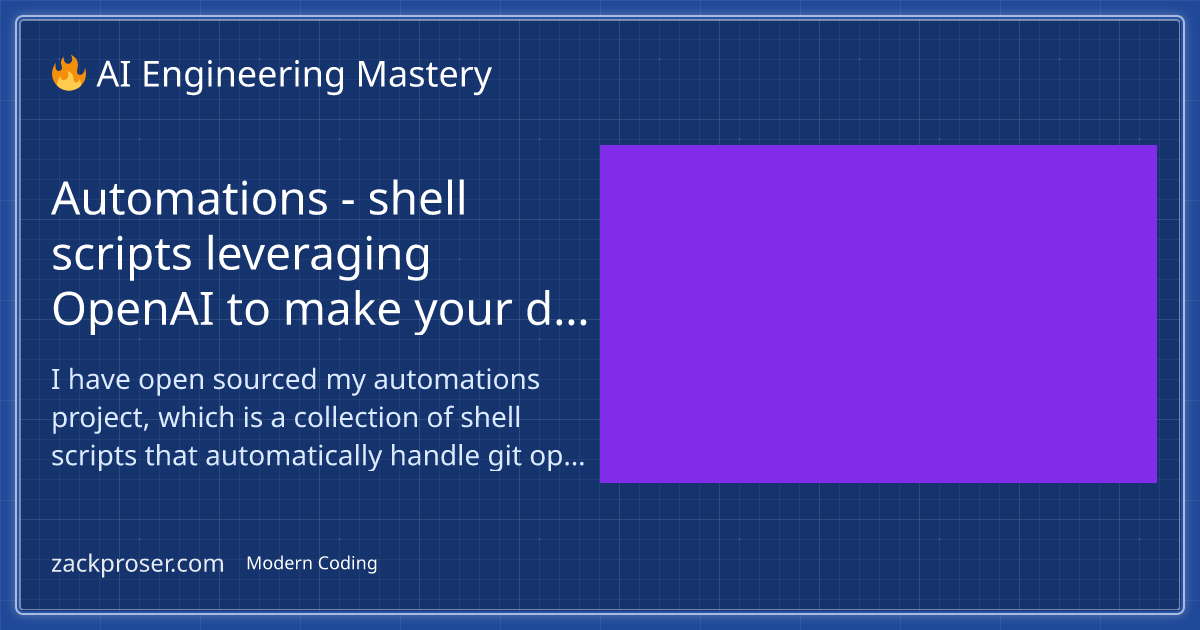 🔥 AI Engineering Mastery
Automations - shell
scripts leveraging
OpenAI to make your d...
I have open sourced my automations
project, which is a collection of shell
scripts that automatically handle git op...
zackproser.com Modern Coding